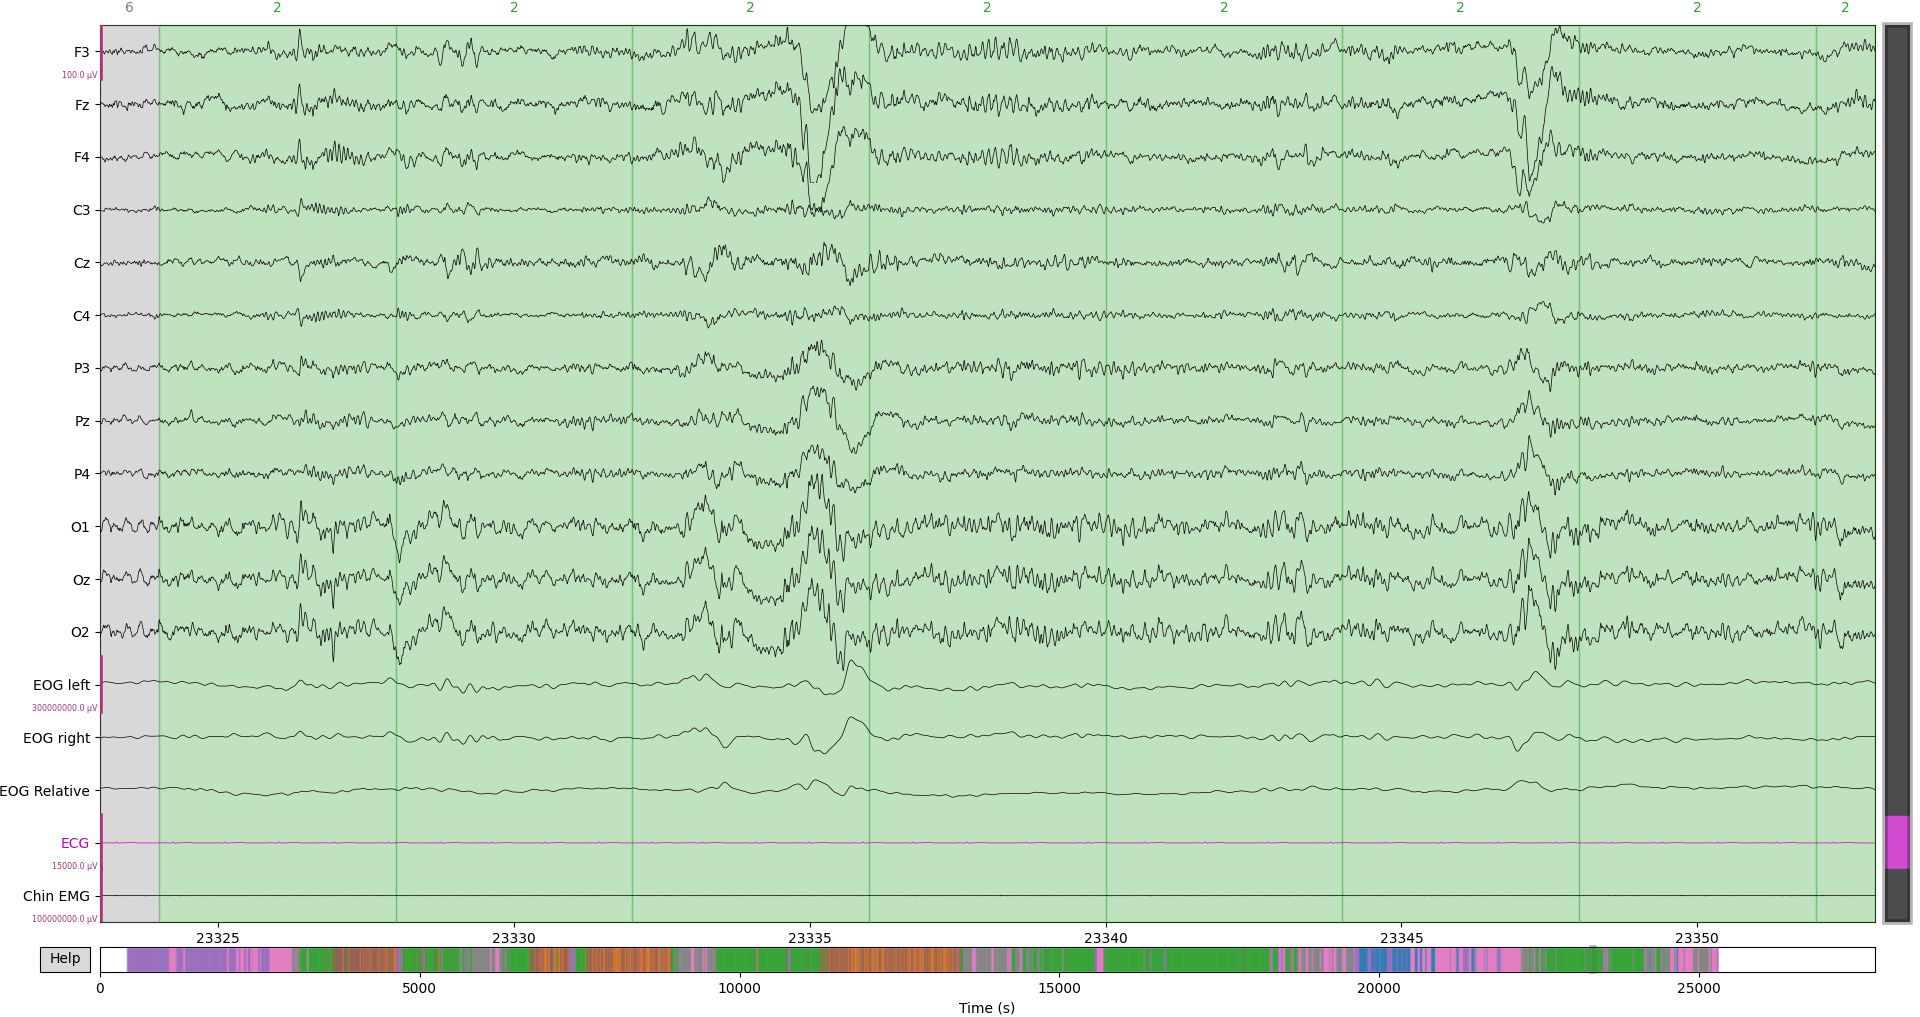 6 2 2 2 2 2 2 2 2
F3
100.0 µV
Fz
F4
C3
Cz
C4
P3
Pz
P4
O1
Oz
O2
EOG left
300000000.0 µV
EOG right
EOG Relative
ECG
15000.0 µV
Chin EMG
100000000.0 µV
23325 23330 23335 23340 23345 23350
Help
0 5000 10000 15000 20000 25000
Time (s)